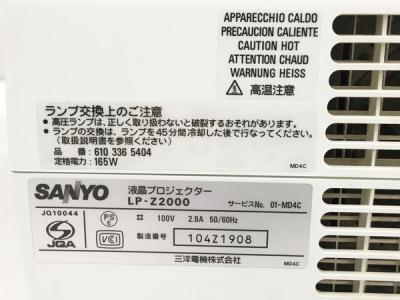 APPARECCHIO CALDO
PRECAUCION CALIENTE
CAUTION HOT
ATTENTION CHAUD
WARNUNG HEISS
高温注意
ランプ交換上のご注意
● 高圧ランプは、正しく取り扱わないと破裂するおそれがあります。
● ランプの交換は、ランプを45分間冷却した後で行なってください。
(取扱説明書を参照ください)
品番: 610 336 5404
定格電力: 165W
MD4C
SANYO 液晶プロジェクター
LP-Z2000 サービスNo. 01-MD4C
JQ10044
JQA
PS E
VCI
100V 2.9A 50/60Hz
製造番号 104Z1908
三洋電機株式会社
MD4C